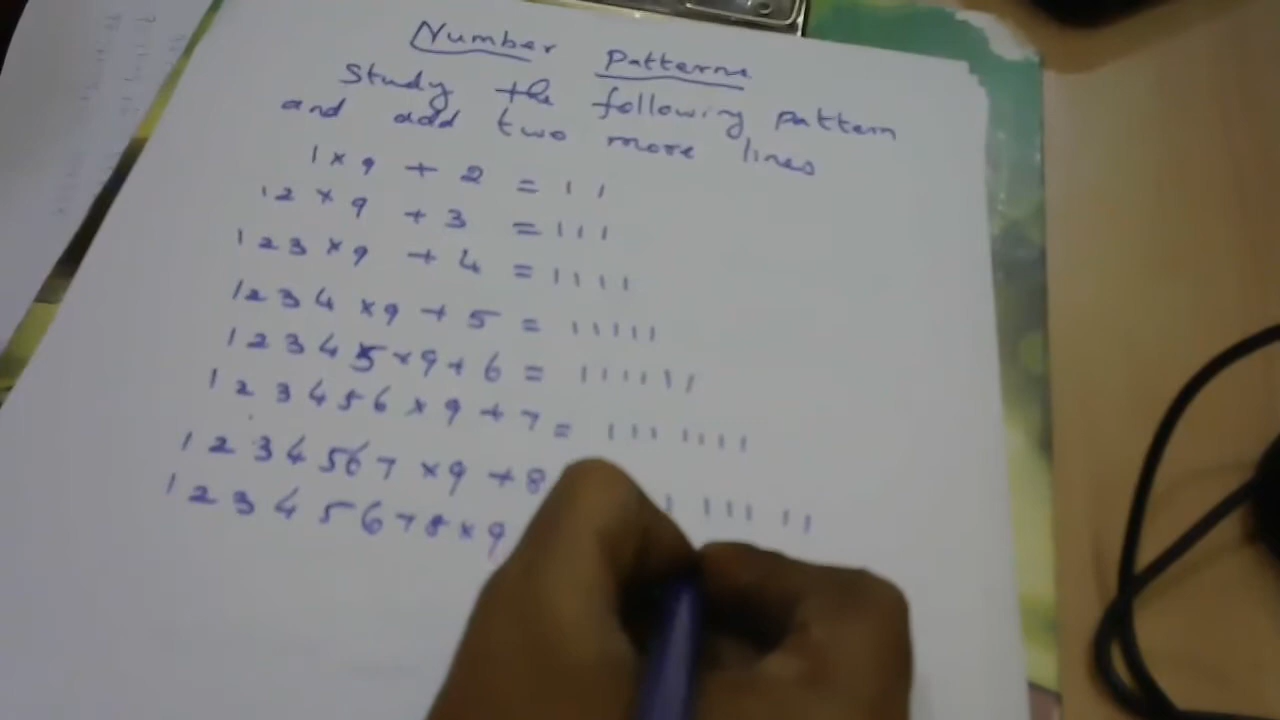 Number Patterns
Study the following pattern
and add two more lines
1 × 9 + 2 = 11
12 × 9 + 3 = 111
123 × 9 + 4 = 1111
1234 × 9 + 5 = 11111
12345 × 9 + 6 = 111111
123456 × 9 + 7 = 1111111
1234567 × 9 + 8
12345678 × 9